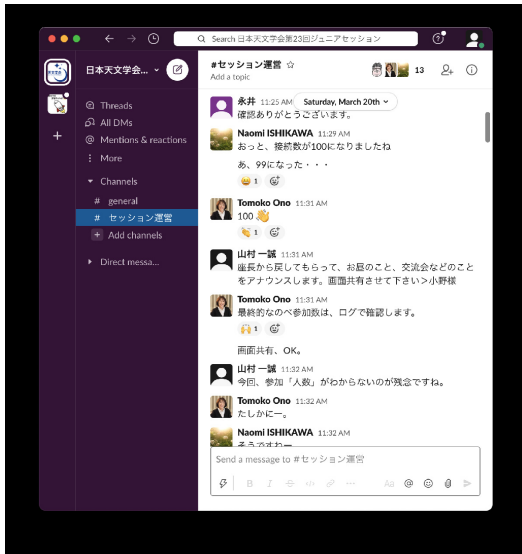 Search 日本天文学会第23回ジュニアセッション
日本天文学会...
Threads
All DMs
Mentions & reactions
More
Channels
# general
# セッション運営
+ Add channels
Direct messa...
#セッション運営
Add a topic
13
Saturday, March 20th
永井 11:25 AM
確認ありがとうございます。
Naomi ISHIKAWA 11:29 AM
おっと、接続数が100になりましたね
あ、99になった・・・
1
Tomoko Ono 11:31 AM
100
1
山村 一誠 11:31 AM
座長から戻してもらって、お昼のこと、交流会などのこと
をアナウンスします。画面共有させて下さい＞小野様
Tomoko Ono 11:31 AM
最終的なのべ参加数は、ログで確認します。
1
画面共有、OK。
山村 一誠 11:32 AM
今回、参加「人数」がわからないのが残念ですね。
Tomoko Ono 11:32 AM
たしかにー。
Naomi ISHIKAWA 11:32 AM
そうですねー
Send a message to #セッション運営
B I S </> Aa @